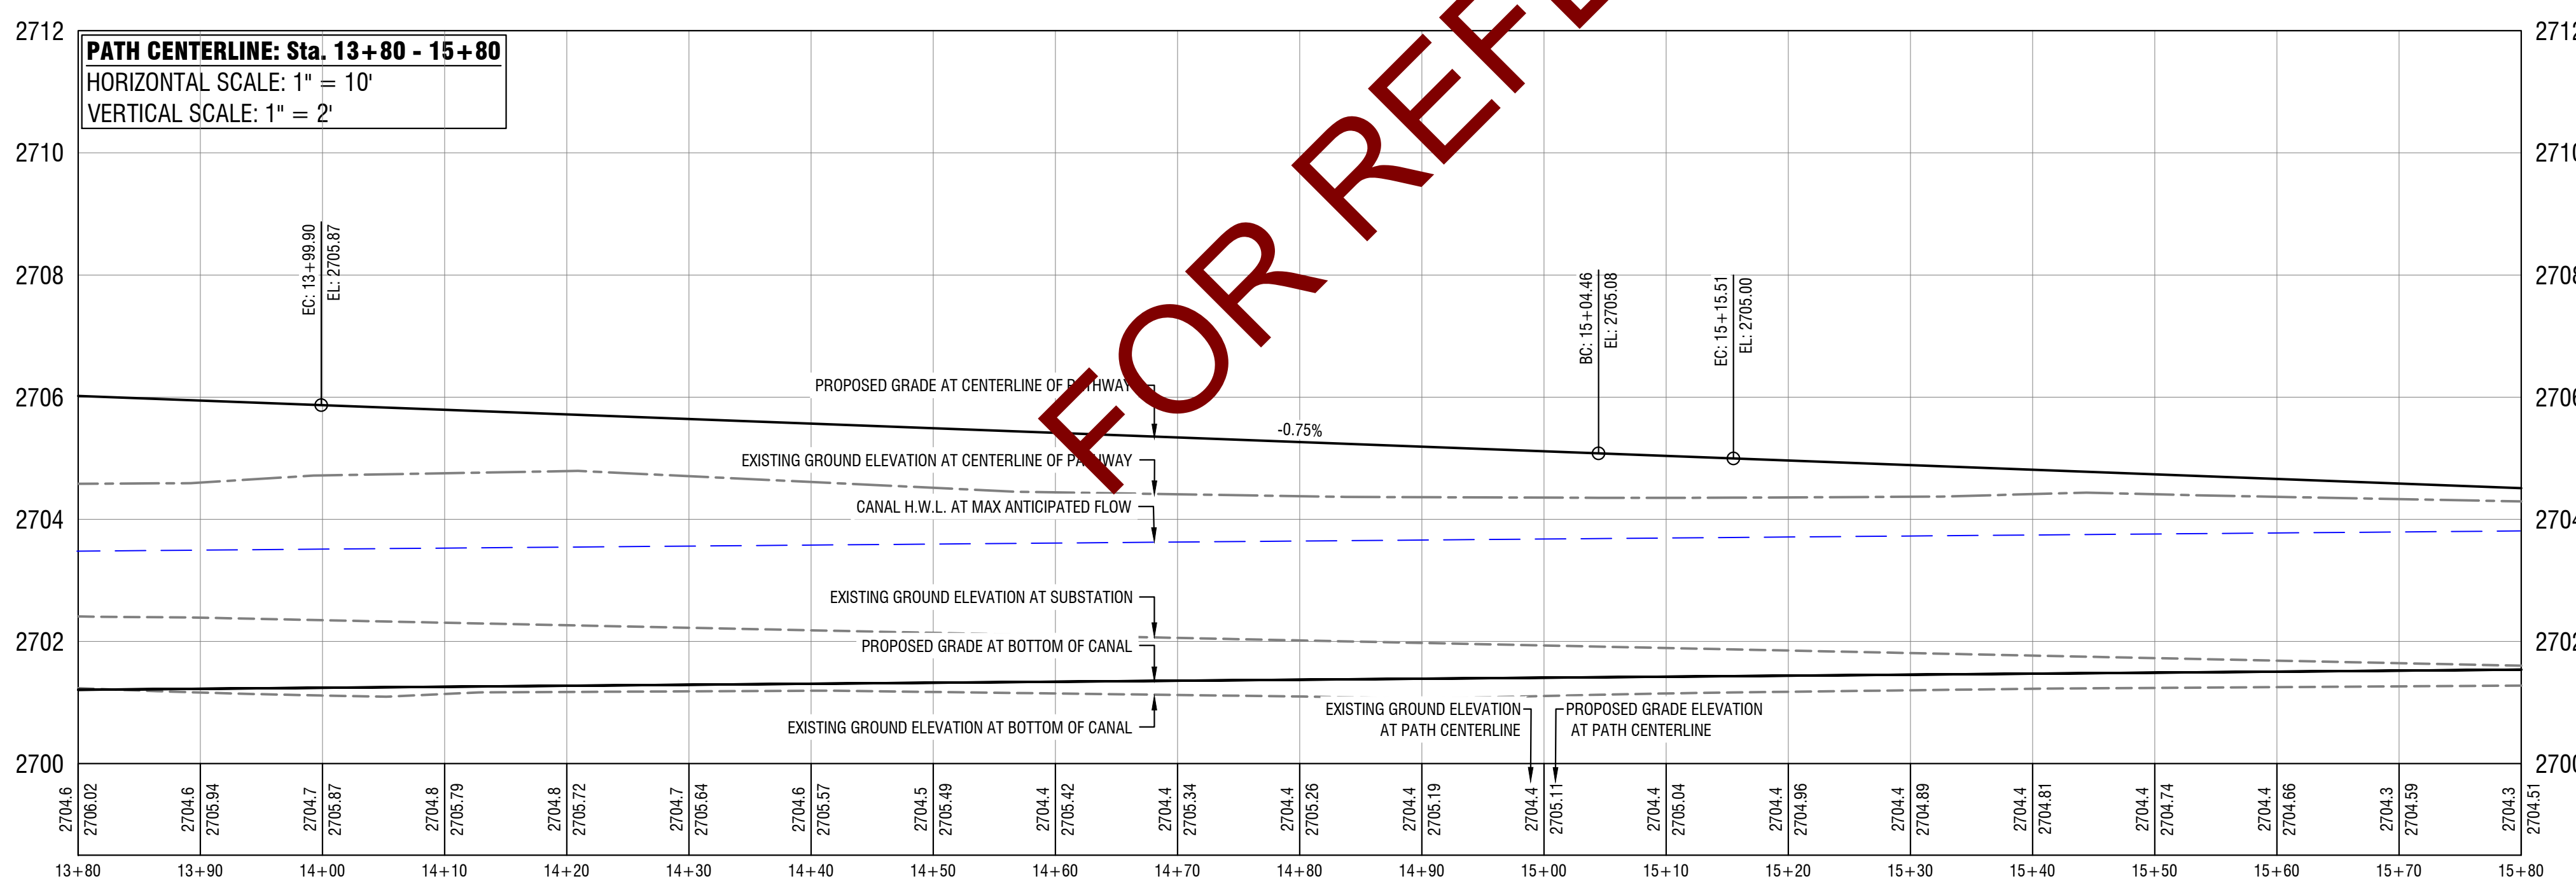 2712
2712
PATH CENTERLINE: Sta. 13+80 - 15+80
HORIZONTAL SCALE: 1" = 10'
VERTICAL SCALE: 1" = 2'
FOR REFE
2710
2710
2708
2708
EC: 13+99.90
EL: 2705.87
BC: 15+04.46
EL: 2705.08
EC: 15+15.51
EL: 2705.00
2706
2706
PROPOSED GRADE AT CENTERLINE OF PATHWAY
-0.75%
EXISTING GROUND ELEVATION AT CENTERLINE OF PATHWAY
2704
2704
CANAL H.W.L. AT MAX ANTICIPATED FLOW
EXISTING GROUND ELEVATION AT SUBSTATION
2702
2702
PROPOSED GRADE AT BOTTOM OF CANAL
EXISTING GROUND ELEVATION AT BOTTOM OF CANAL
EXISTING GROUND ELEVATION
AT PATH CENTERLINE
PROPOSED GRADE ELEVATION
AT PATH CENTERLINE
2700
2700
2704.6
2706.02
2704.6
2705.94
2704.7
2705.87
2704.8
2705.79
2704.8
2705.72
2704.7
2705.64
2704.6
2705.57
2704.5
2705.49
2704.4
2705.42
2704.4
2705.34
2704.4
2705.26
2704.4
2705.19
2704.4
2705.11
2704.4
2705.04
2704.4
2704.96
2704.4
2704.89
2704.4
2704.81
2704.4
2704.74
2704.4
2704.66
2704.3
2704.59
2704.3
2704.51
13+80 13+90 14+00 14+10 14+20 14+30 14+40 14+50 14+60 14+70 14+80 14+90 15+00 15+10 15+20 15+30 15+40 15+50 15+60 15+70 15+80